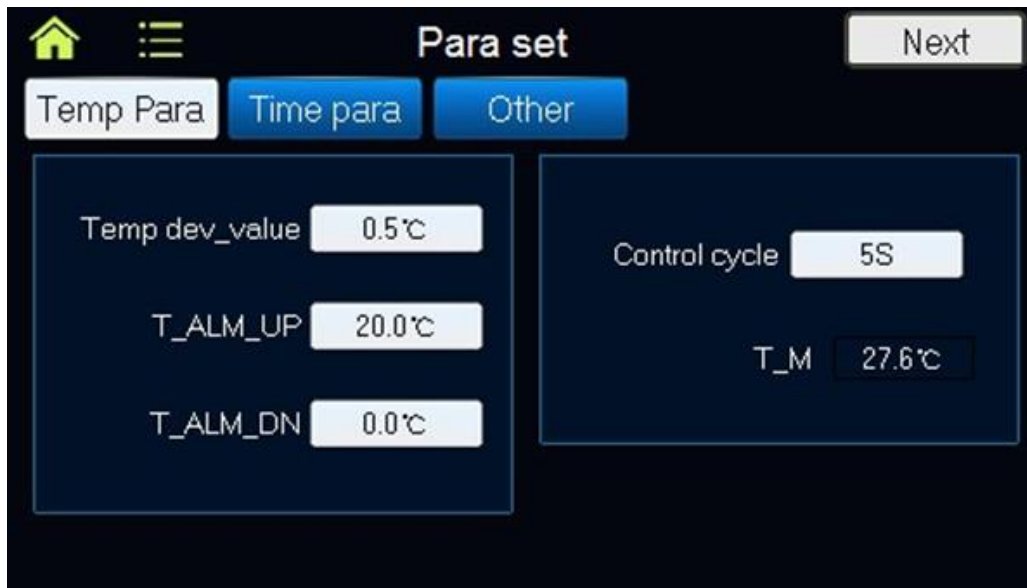 Para set
Next
Temp Para
Time para
Other
Temp dev_value 0.5℃
T_ALM_UP 20.0℃
T_ALM_DN 0.0℃
Control cycle 5S
T_M 27.6℃